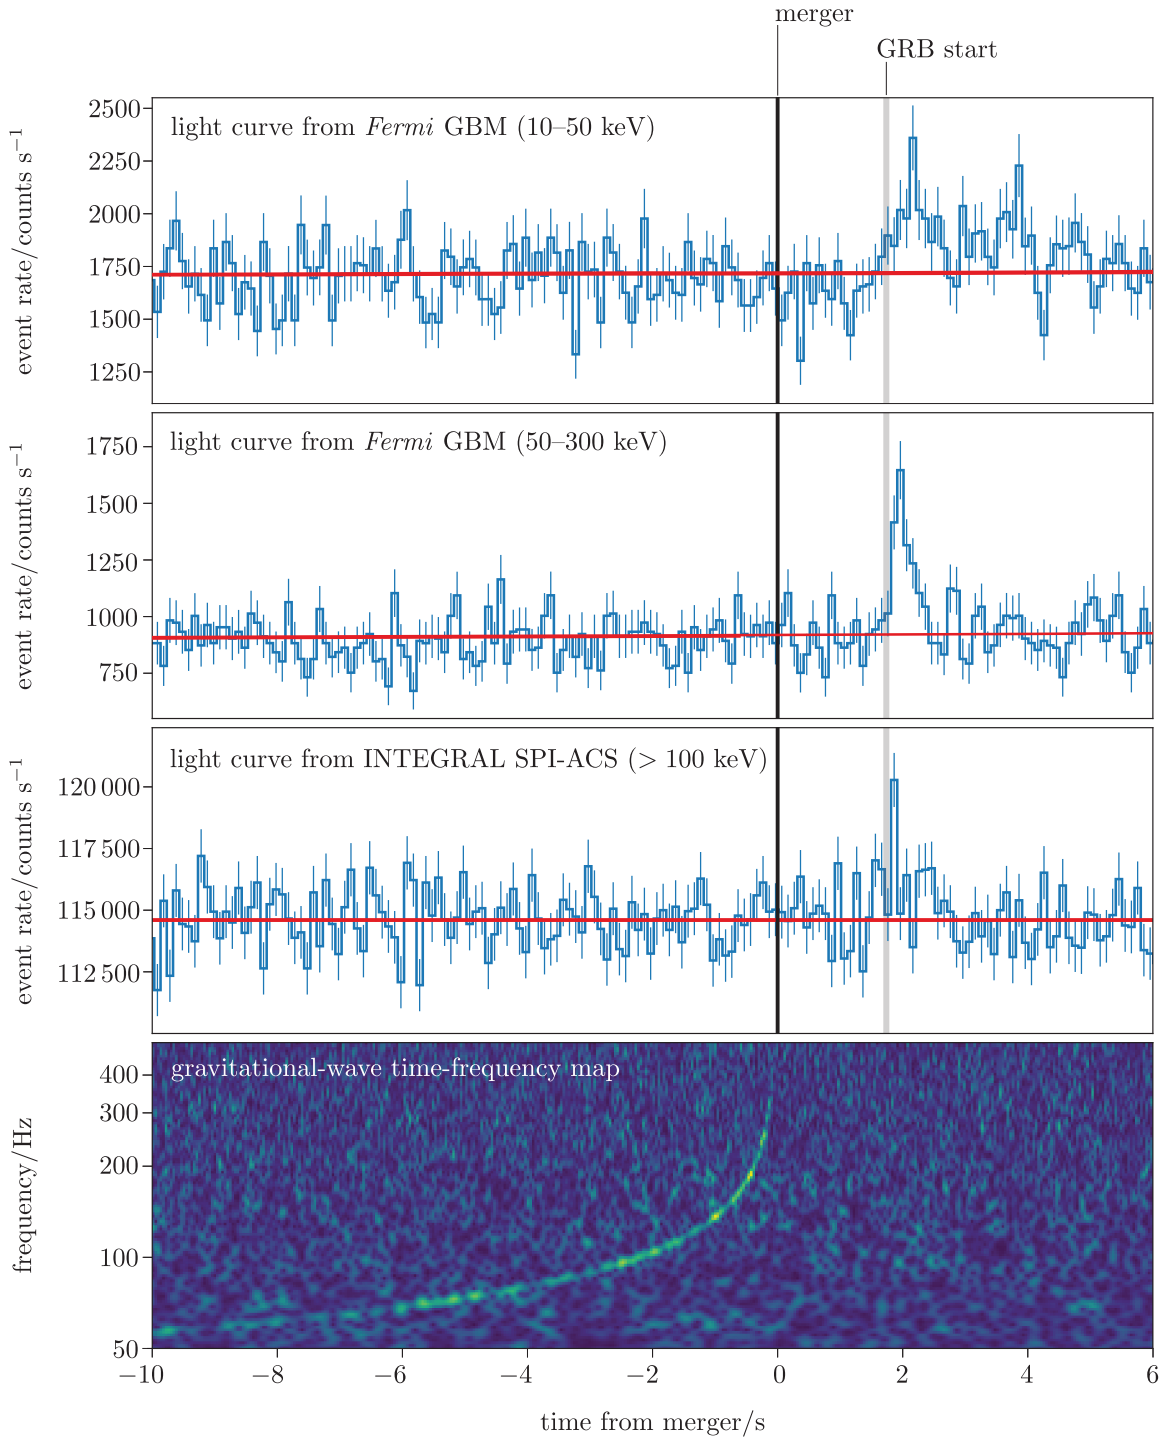 merger
GRB start
light curve from Fermi GBM (10–50 keV)
event rate/counts s⁻¹
2500
2250
2000
1750
1500
1250
light curve from Fermi GBM (50–300 keV)
event rate/counts s⁻¹
1750
1500
1250
1000
750
light curve from INTEGRAL SPI-ACS (> 100 keV)
event rate/counts s⁻¹
120 000
117 500
115 000
112 500
gravitational-wave time-frequency map
frequency/Hz
400
300
200
100
50
−10 −8 −6 −4 −2 0 2 4 6
time from merger/s